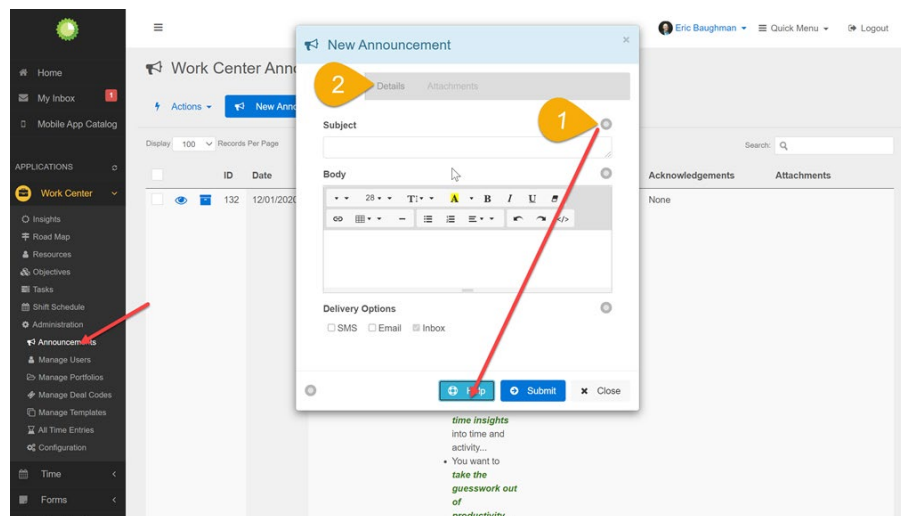 Eric Baughman
Quick Menu
Logout
Home
My Inbox 1
Mobile App Catalog
APPLICATIONS
Work Center
Insights
Road Map
Resources
Objectives
Tasks
Shift Schedule
Administration
Announcements
Manage Users
Manage Portfolios
Manage Deal Codes
Manage Templates
All Time Entries
Configuration
Time
Forms
Work Center Anno
Actions
New Anno
Display 100 Records Per Page
Search:
ID Date Acknowledgements Attachments
132 12/01/2020 None
New Announcement
×
2 Details Attachments
1
Subject
Body
28 T A B I U
</>
Delivery Options
SMS Email Inbox
Help Submit Close
time insights
into time and
activity...
• You want to
take the
guesswork out
of
productivity